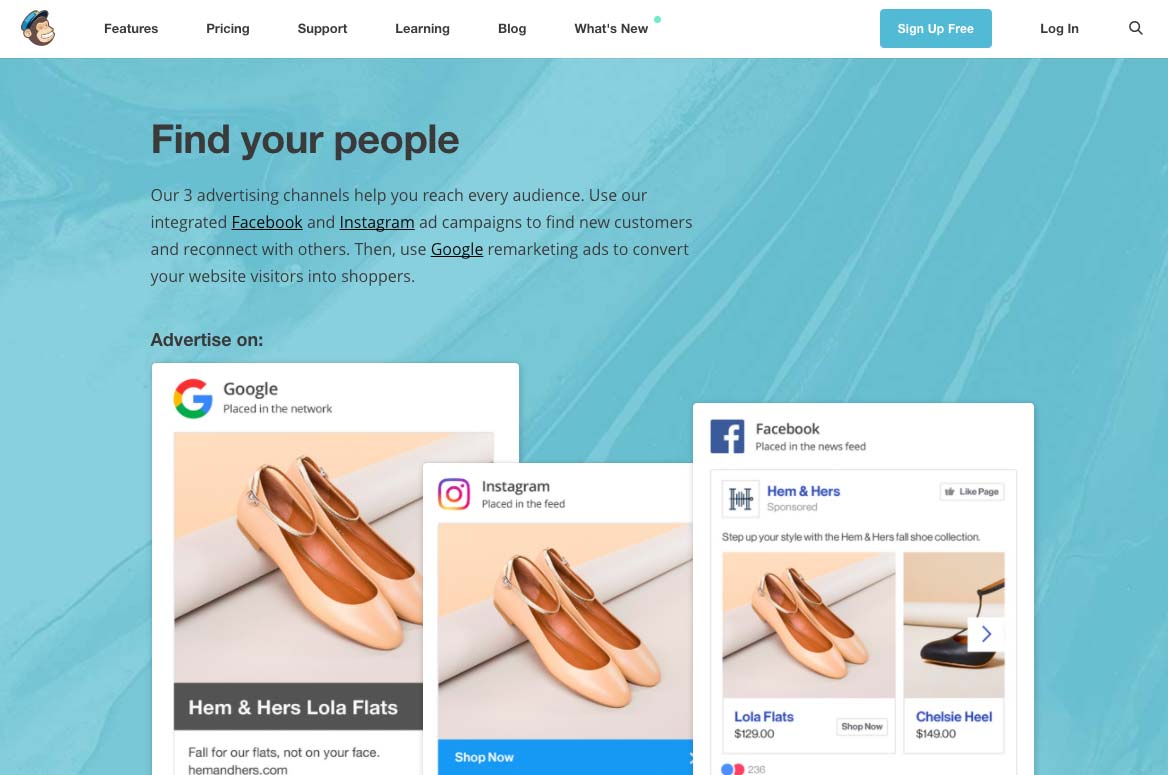 Features
Pricing
Support
Learning
Blog
What's New
Sign Up Free
Log In
Find your people
Our 3 advertising channels help you reach every audience. Use our
integrated Facebook and Instagram ad campaigns to find new customers
and reconnect with others. Then, use Google remarketing ads to convert
your website visitors into shoppers.
Advertise on:
Google
Placed in the network
Hem & Hers Lola Flats
Fall for our flats, not on your face.
hemandhers.com
Instagram
Placed in the feed
Shop Now
Facebook
Placed in the news feed
Hem & Hers
Sponsored
Like Page
Step up your style with the Hem & Hers fall shoe collection.
Lola Flats
$129.00
Shop Now
Chelsie Heel
$149.00
236